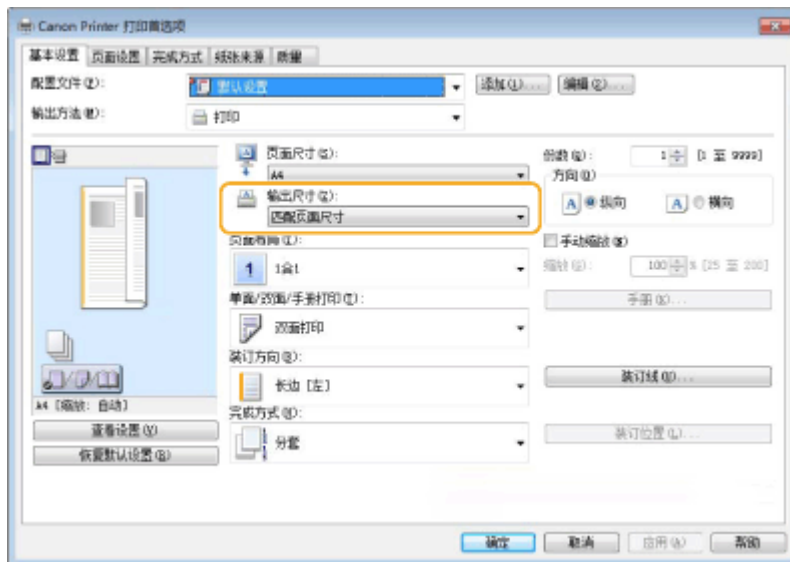 Canon Printer 打印首选项
基本设置 页面设置 完成方式 纸张来源 质量
配置文件(F): 默认设置 添加(1)... 编辑(2)...
输出方法(M): 打印
页面尺寸(S):
A4
输出尺寸(Z):
匹配页面尺寸
页面布局(L):
1 1合1
单面/双面/手册打印(T):
双面打印
装订方向(B):
长边 [左]
完成方式(H):
分套
份数(Q): 1 [1 至 9999]
方向(O)
A 纵向 A 横向
手动缩放(N)
缩放(G): 100 % [25 至 200]
手册(K)...
装订线(U)...
装订位置(L)...
A4 [缩放: 自动]
查看设置(V)
恢复默认设置(R)
确定 取消 应用(A) 帮助